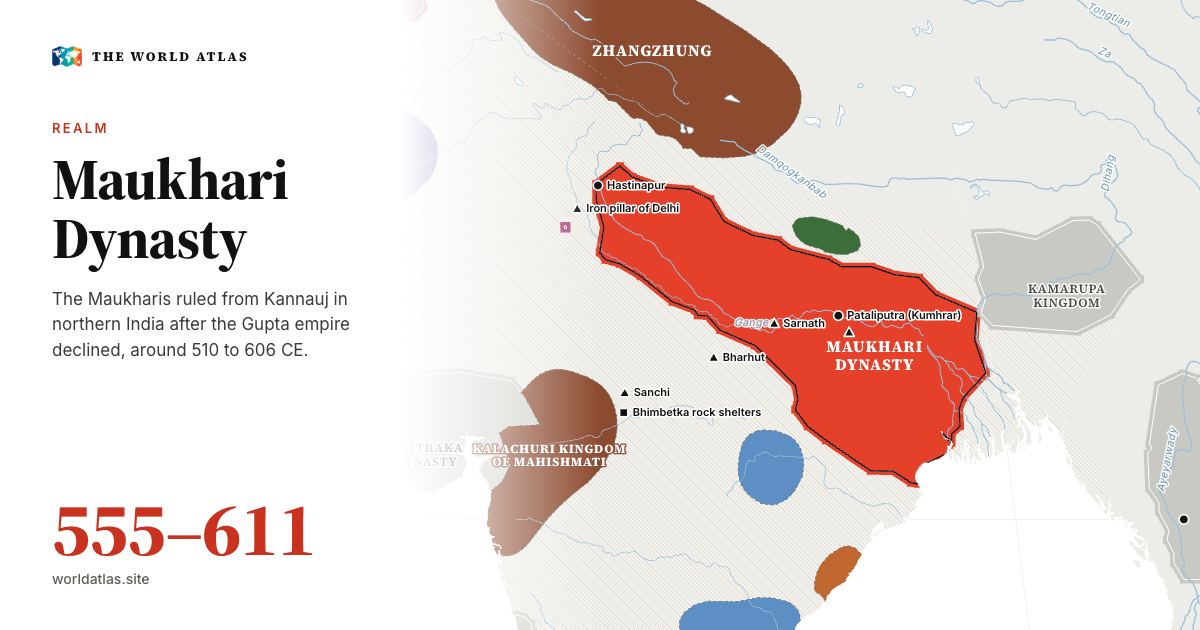 THE WORLD ATLAS
REALM
Maukhari
Dynasty
The Maukharis ruled from Kannauj in
northern India after the Gupta empire
declined, around 510 to 606 CE.
555–611
worldatlas.site
ZHANGZHUNG
Tongtian
Za
Damqogkanbab
Dihang
Hastinapur
Iron pillar of Delhi
KAMARUPA
KINGDOM
Sarnath
Pataliputra (Kumhrar)
MAUKHARI
DYNASTY
Bharhut
Sanchi
Bhimbetka rock shelters
KALACHURI KINGDOM
OF MAHISHMATI
Ayeyarwady